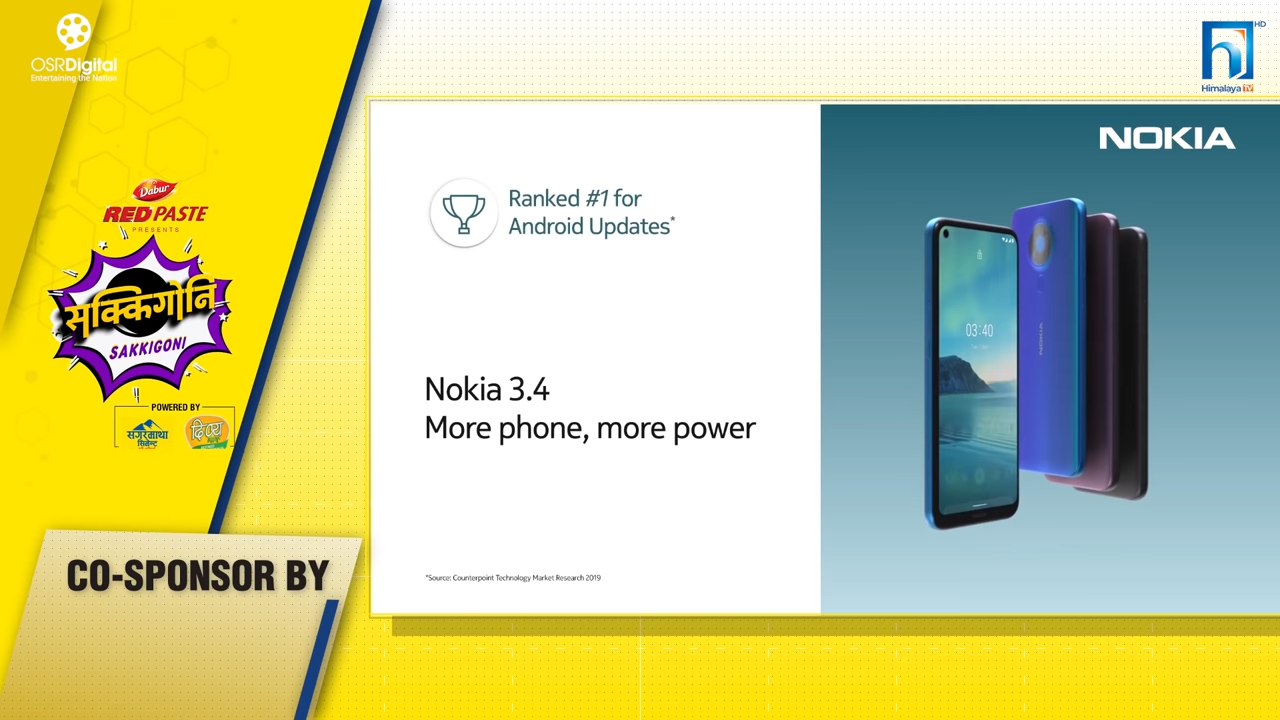 OSRDigital
Entertaining the Nation
HD
Himalaya TV
Dabur
RED PASTE
PRESENTS
सक्किगोनि
SAKKIGONI
POWERED BY
सगरमाथा
सिमेन्ट
दिव्य
CO-SPONSOR BY
Ranked #1 for
Android Updates*
Nokia 3.4
More phone, more power
*Source: Counterpoint Technology Market Research 2019
NOKIA
03:40
NOKIA